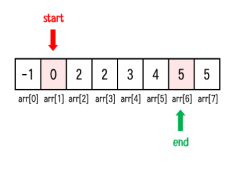 start
-1 0 2 2 3 4 5 5
arr[0] arr[1] arr[2] arr[3] arr[4] arr[5] arr[6] arr[7]
end